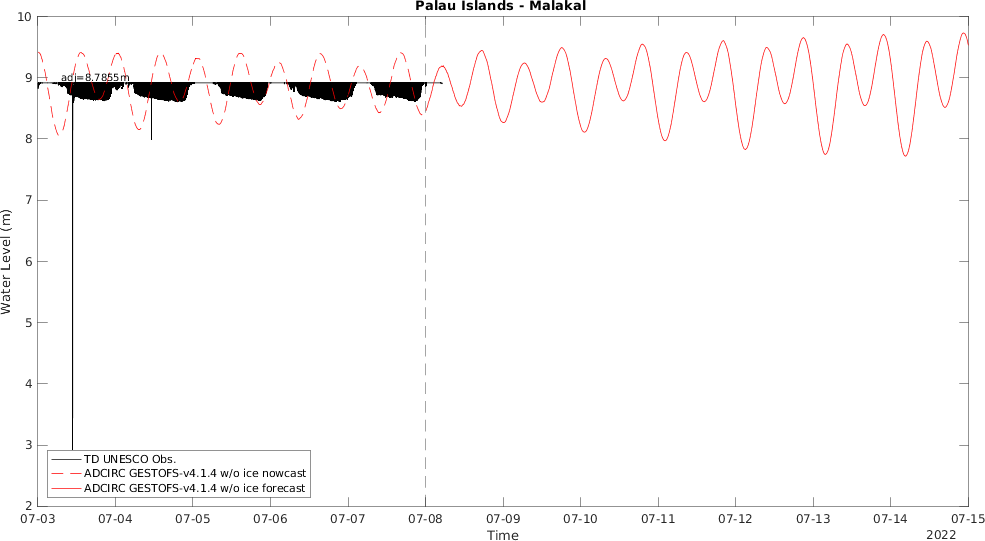 Palau Islands - Malakal
10
9
8
7
6
5
4
3
2
Water Level (m)
adj=8.7855m
TD UNESCO Obs.
ADCIRC GESTOFS-v4.1.4 w/o ice nowcast
ADCIRC GESTOFS-v4.1.4 w/o ice forecast
07-03 07-04 07-05 07-06 07-07 07-08 07-09 07-10 07-11 07-12 07-13 07-14 07-15
Time
2022